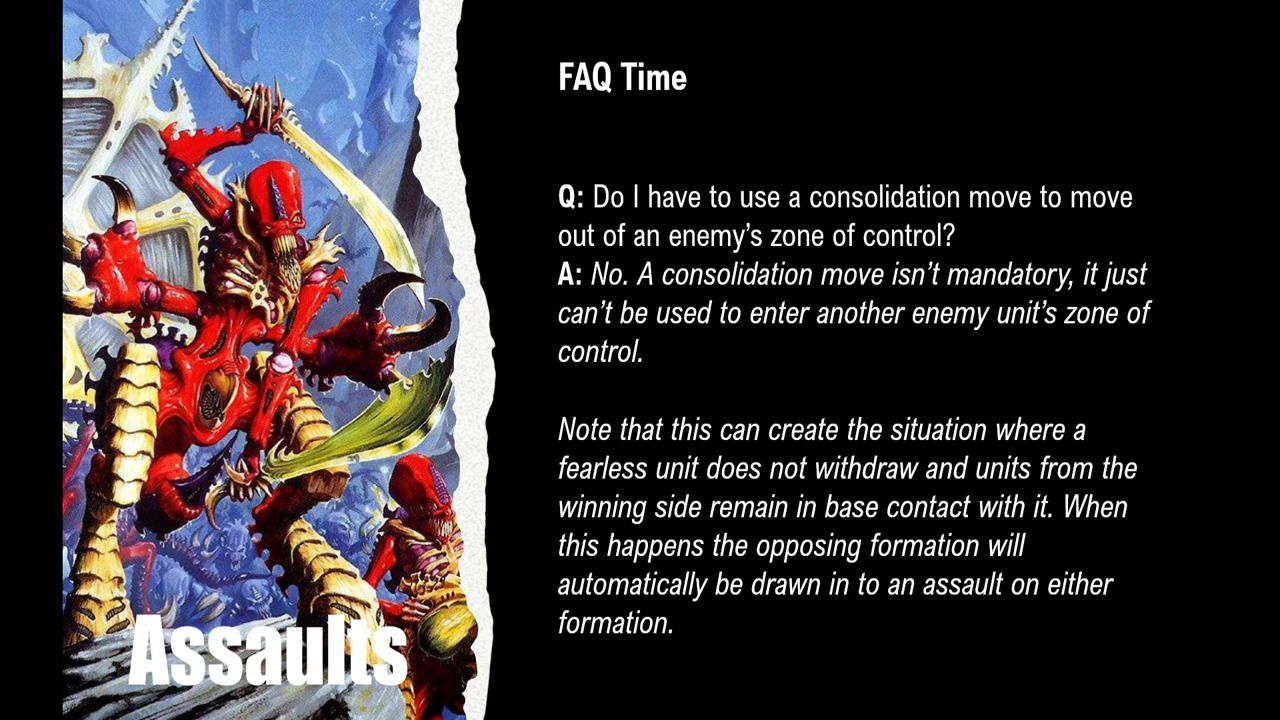 FAQ Time
Q: Do I have to use a consolidation move to move
out of an enemy’s zone of control?
A: No. A consolidation move isn’t mandatory, it just
can’t be used to enter another enemy unit’s zone of
control.
Note that this can create the situation where a
fearless unit does not withdraw and units from the
winning side remain in base contact with it. When
this happens the opposing formation will
automatically be drawn in to an assault on either
formation.
Assaults